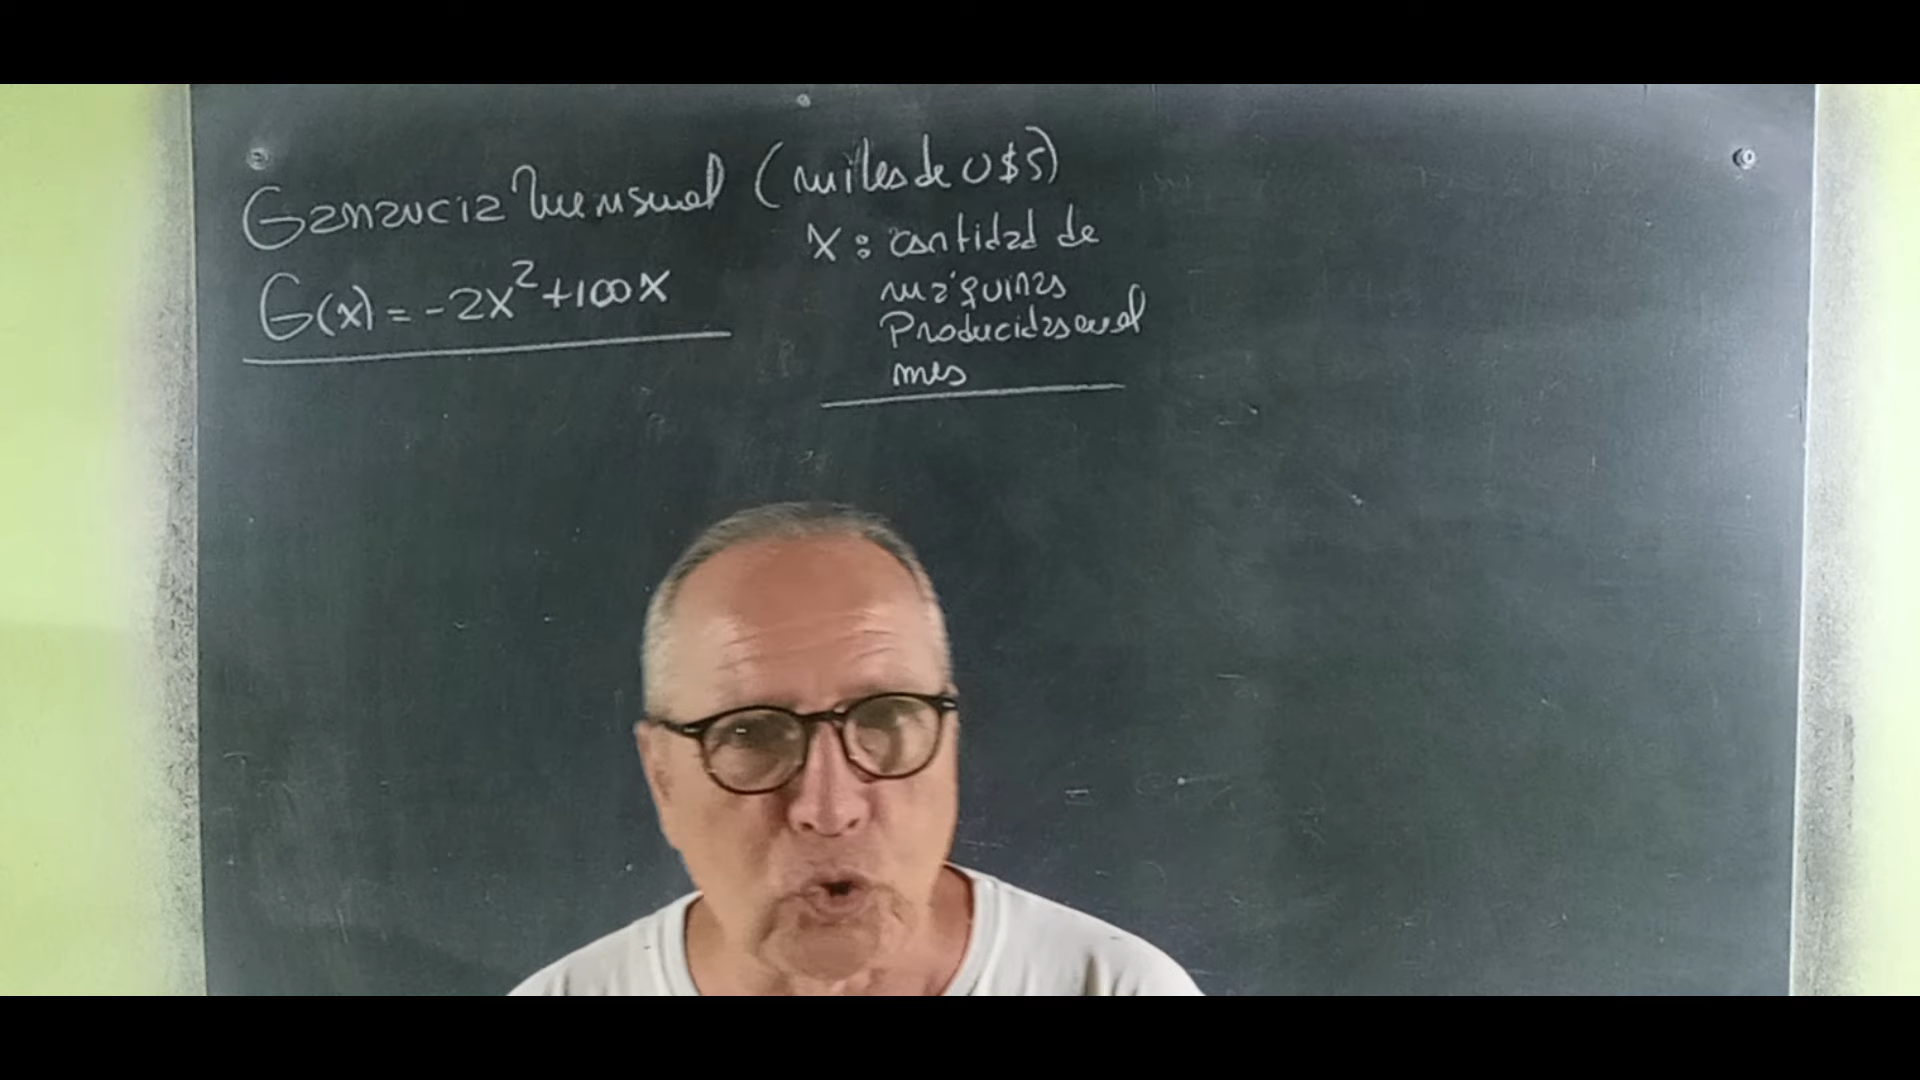 Ganancia Mensual (miles de U$S)
G(x) = -2x² + 100x
x: cantidad de
máquinas
Producidas en el
mes